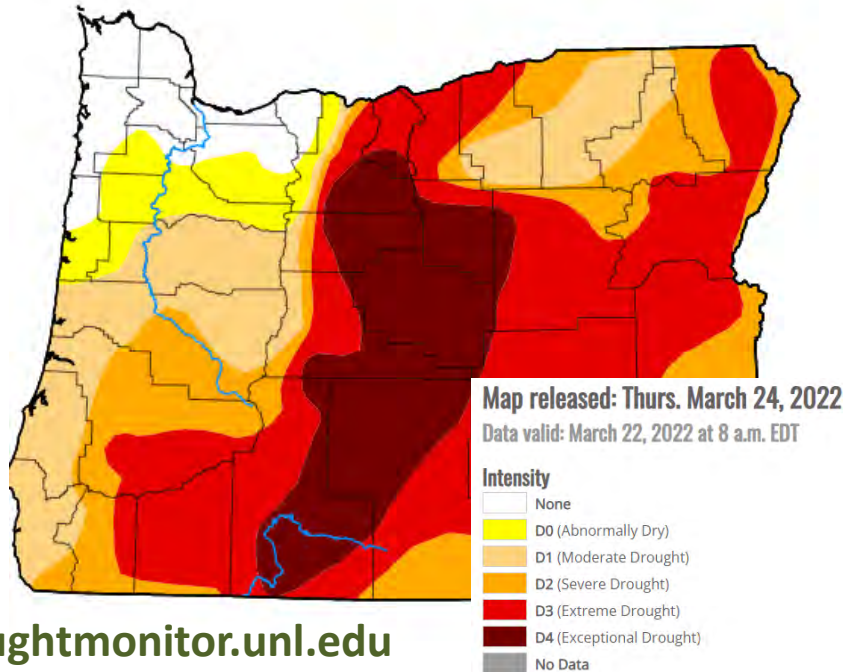 Map released: Thurs. March 24, 2022
Data valid: March 22, 2022 at 8 a.m. EDT
Intensity
None
D0 (Abnormally Dry)
D1 (Moderate Drought)
D2 (Severe Drought)
D3 (Extreme Drought)
D4 (Exceptional Drought)
No Data
ughtmonitor.unl.edu